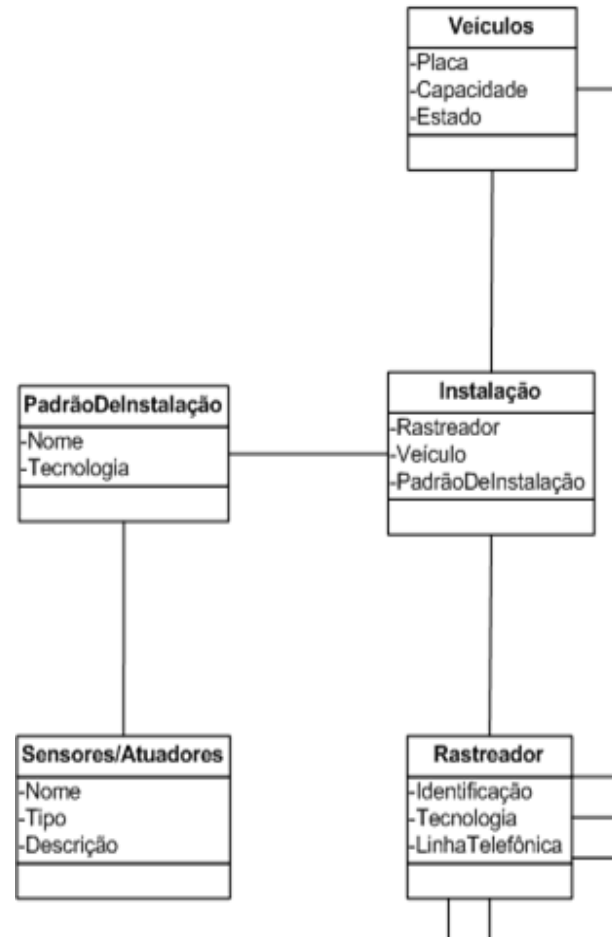 Veículos
-Placa
-Capacidade
-Estado
PadrãoDeInstalação
-Nome
-Tecnologia
Instalação
-Rastreador
-Veículo
-PadrãoDeInstalação
Sensores/Atuadores
-Nome
-Tipo
-Descrição
Rastreador
-Identificação
-Tecnologia
-LinhaTelefônica